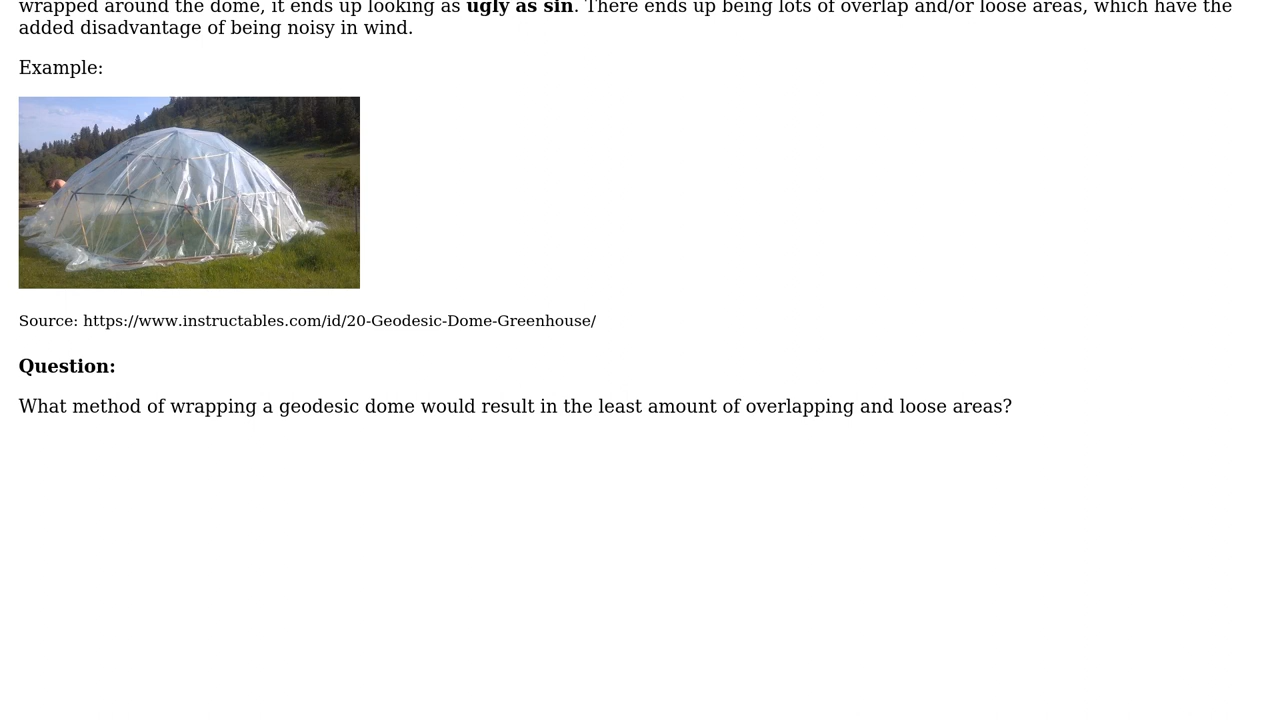 wrapped around the dome, it ends up looking as ugly as sin. There ends up being lots of overlap and/or loose areas, which have the
added disadvantage of being noisy in wind.
Example:
Source: https://www.instructables.com/id/20-Geodesic-Dome-Greenhouse/
Question:
What method of wrapping a geodesic dome would result in the least amount of overlapping and loose areas?